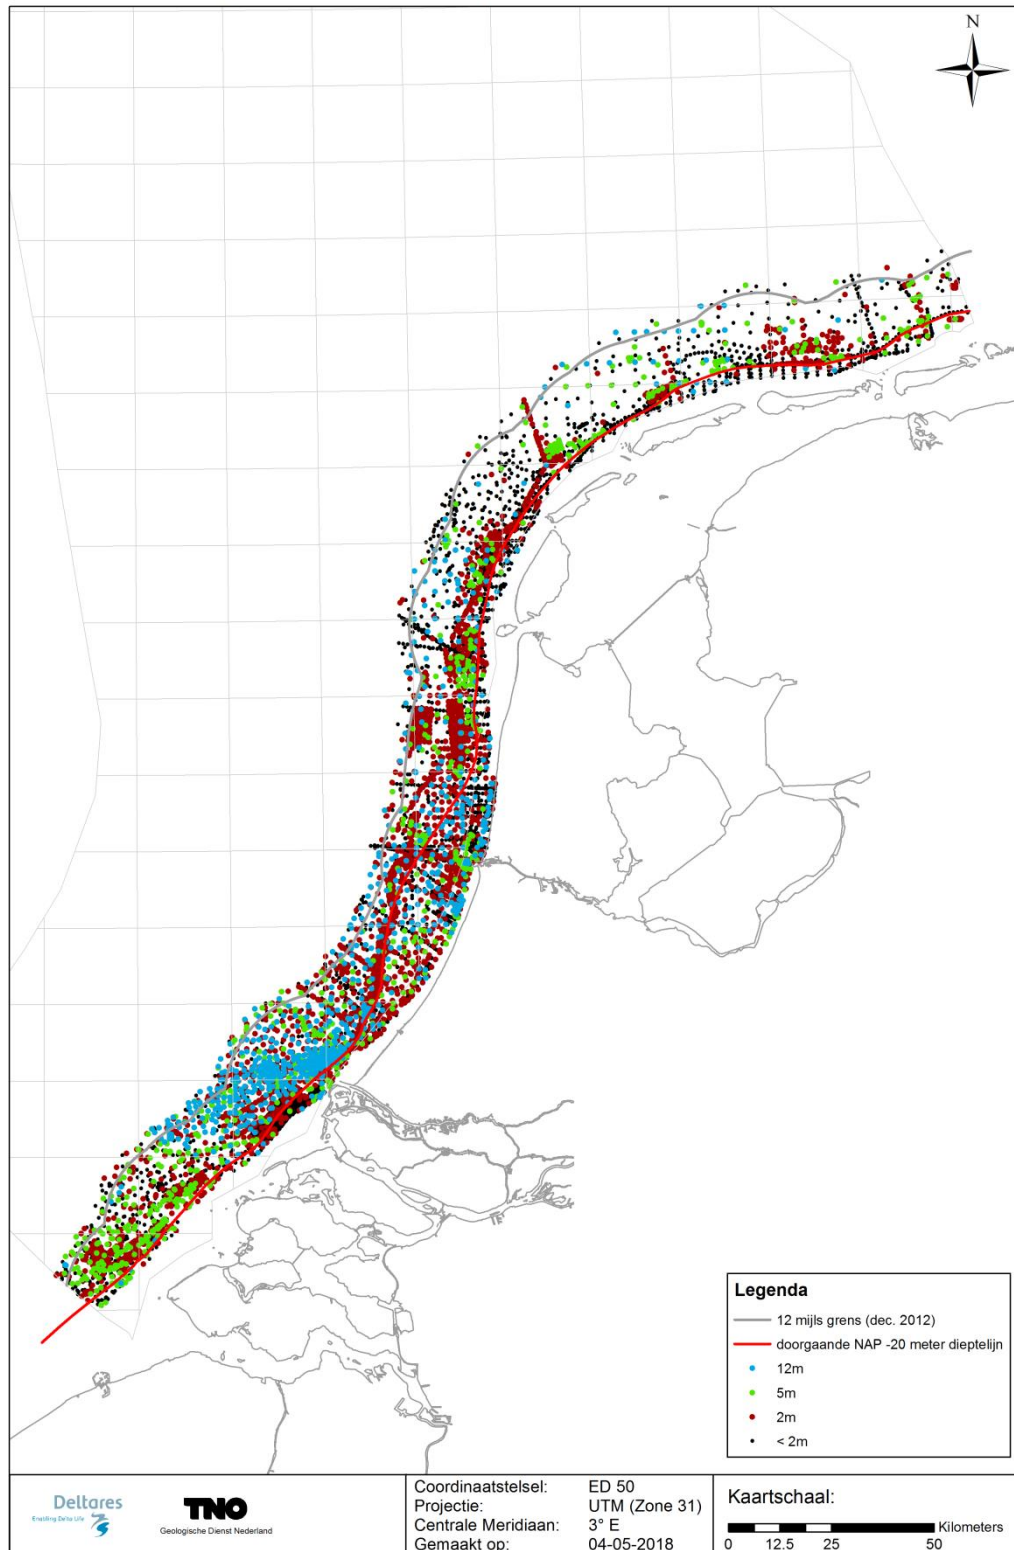 N
Legenda
12 mijls grens (dec. 2012)
doorgaande NAP -20 meter dieptelijn
12m
5m
2m
< 2m
Deltares
Enabling Delta Life
TNO
Geologische Dienst Nederland
Coordinaatstelsel: ED 50
Projectie: UTM (Zone 31)
Centrale Meridiaan: 3° E
Gemaakt op: 04-05-2018
Kaartschaal:
Kilometers
0 12.5 25 50